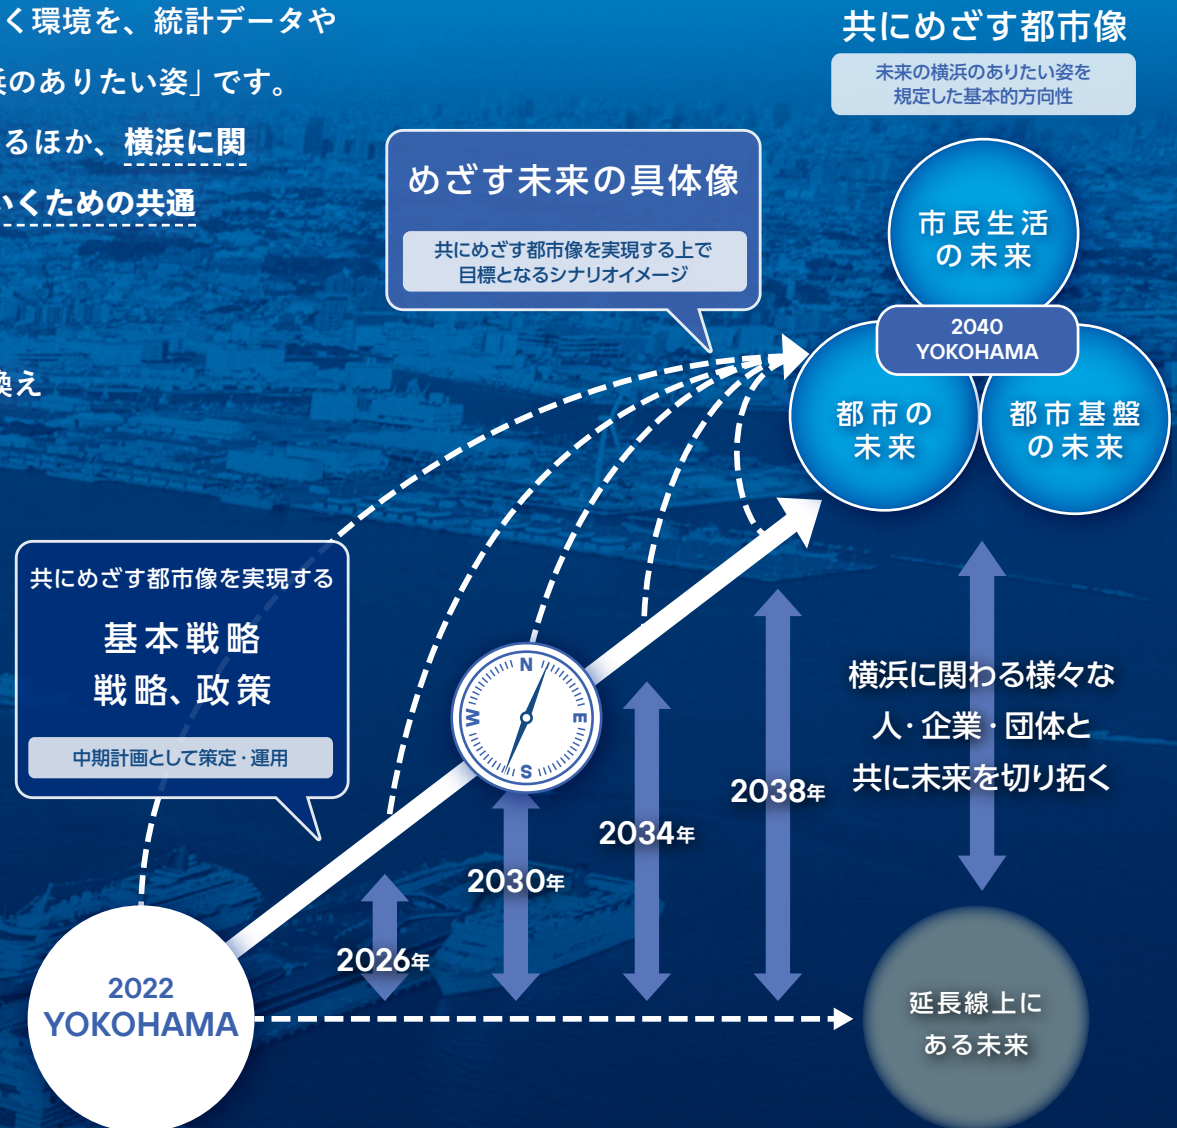 く環境を、統計データや
浜のありたい姿」です。
るほか、横浜に関
いくための共通
換え
共にめざす都市像
未来の横浜のありたい姿を
規定した基本的方向性
めざす未来の具体像
共にめざす都市像を実現する上で
目標となるシナリオイメージ
市民生活
の未来
2040
YOKOHAMA
都市の
未来
都市基盤
の未来
共にめざす都市像を実現する
基本戦略
戦略、政策
中期計画として策定・運用
N
W
E
S
横浜に関わる様々な
人・企業・団体と
共に未来を切り拓く
2038年
2034年
2030年
2026年
2022
YOKOHAMA
延長線上に
ある未来